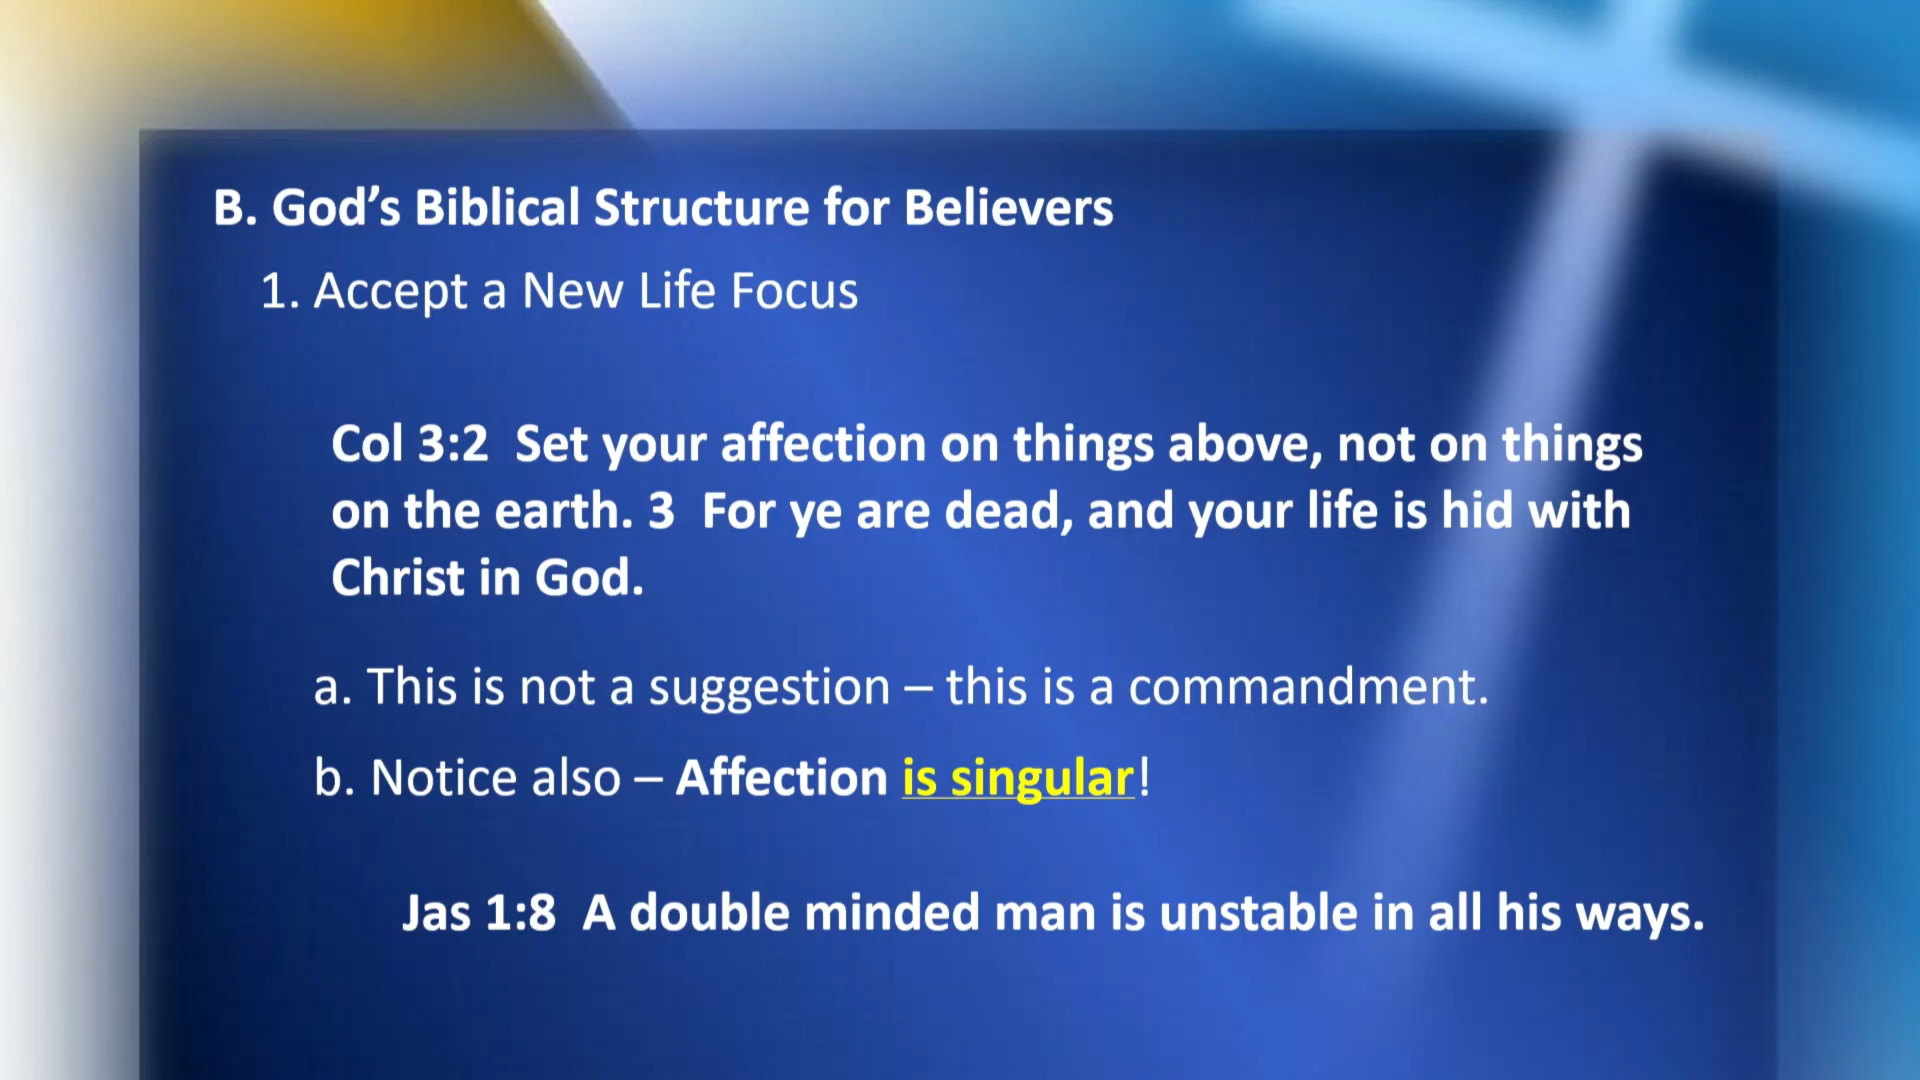 B. God’s Biblical Structure for Believers
1. Accept a New Life Focus
Col 3:2  Set your affection on things above, not on things
on the earth. 3  For ye are dead, and your life is hid with
Christ in God.
a. This is not a suggestion – this is a commandment.
b. Notice also – Affection is singular!
Jas 1:8  A double minded man is unstable in all his ways.